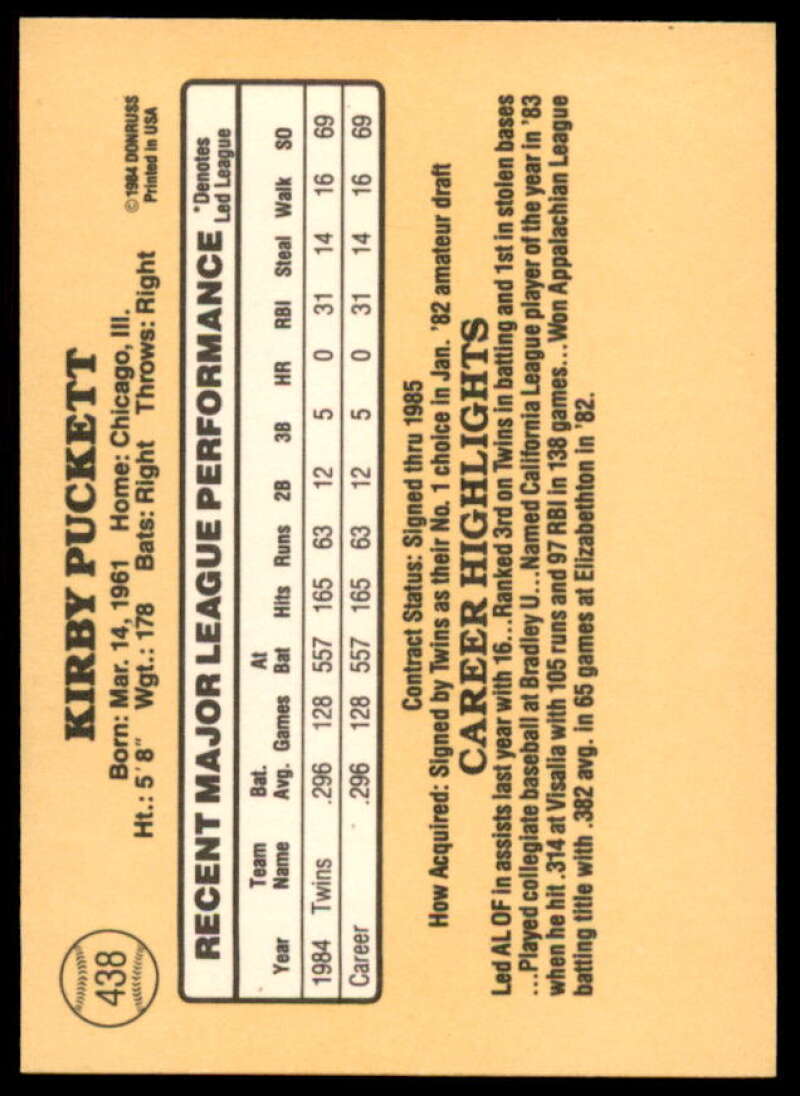 438
KIRBY PUCKETT
©1984 DONRUSS
Born: Mar. 14, 1961 Home: Chicago, Ill.
Printed in USA
Ht.: 5'8" Wgt.: 178 Bats: Right Throws: Right
RECENT MAJOR LEAGUE PERFORMANCE
*Denotes
Led League
Team Bat. At
Year Name Avg. Games Bat Hits Runs 2B 3B HR RBI Steal Walk SO
1984 Twins .296 128 557 165 63 12 5 0 31 14 16 69
Career .296 128 557 165 63 12 5 0 31 14 16 69
Contract Status: Signed thru 1985
How Acquired: Signed by Twins as their No. 1 choice in Jan. '82 amateur draft
CAREER HIGHLIGHTS
Led AL OF in assists last year with 16...Ranked 3rd on Twins in batting and 1st in stolen bases
...Played collegiate baseball at Bradley U...Named California League player of the year in '83
when he hit .314 at Visalia with 105 runs and 97 RBI in 138 games...Won Appalachian League
batting title with .382 avg. in 65 games at Elizabethton in '82.